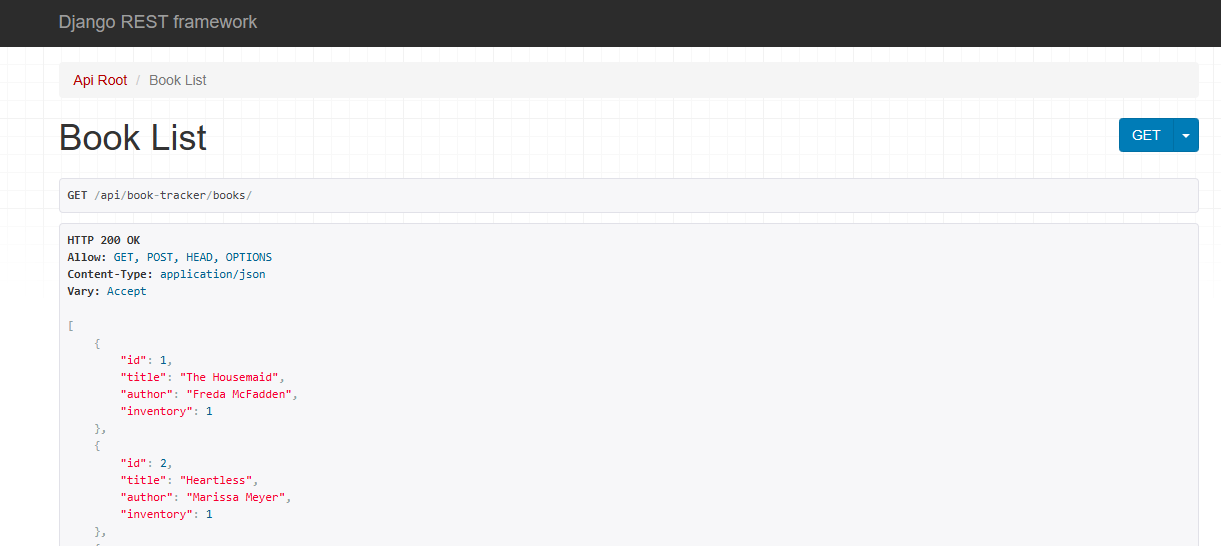 Django REST framework
Api Root / Book List
Book List
GET
GET /api/book-tracker/books/
HTTP 200 OK
Allow: GET, POST, HEAD, OPTIONS
Content-Type: application/json
Vary: Accept
[
    {
        "id": 1,
        "title": "The Housemaid",
        "author": "Freda McFadden",
        "inventory": 1
    },
    {
        "id": 2,
        "title": "Heartless",
        "author": "Marissa Meyer",
        "inventory": 1
    },
    {